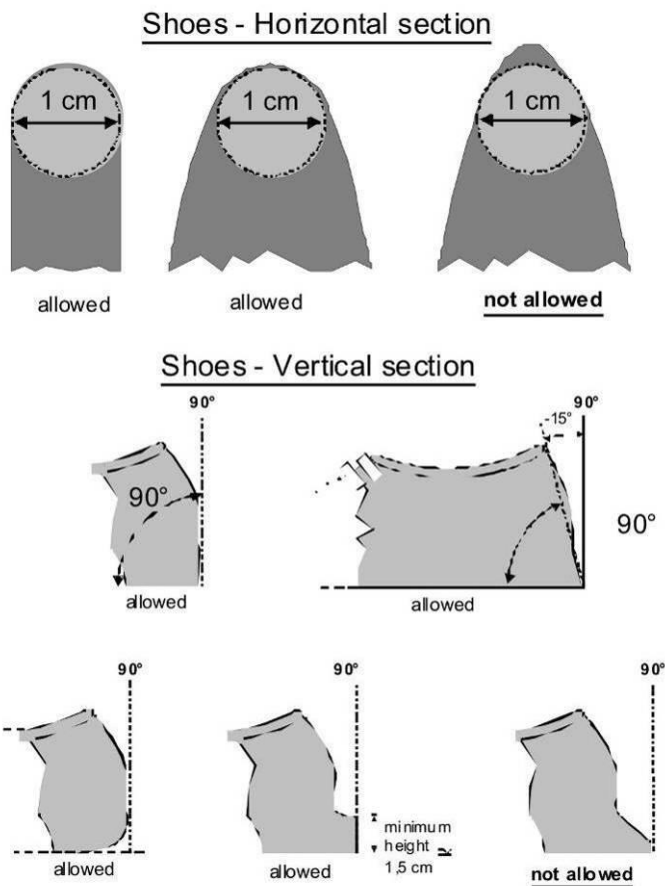 Shoes - Horizontal section
1 cm 1 cm 1 cm
allowed allowed not allowed
Shoes - Vertical section
90° 90°
-15°
90° 90°
allowed allowed
90° 90° 90°
minimum
height
1,5 cm
allowed allowed not allowed